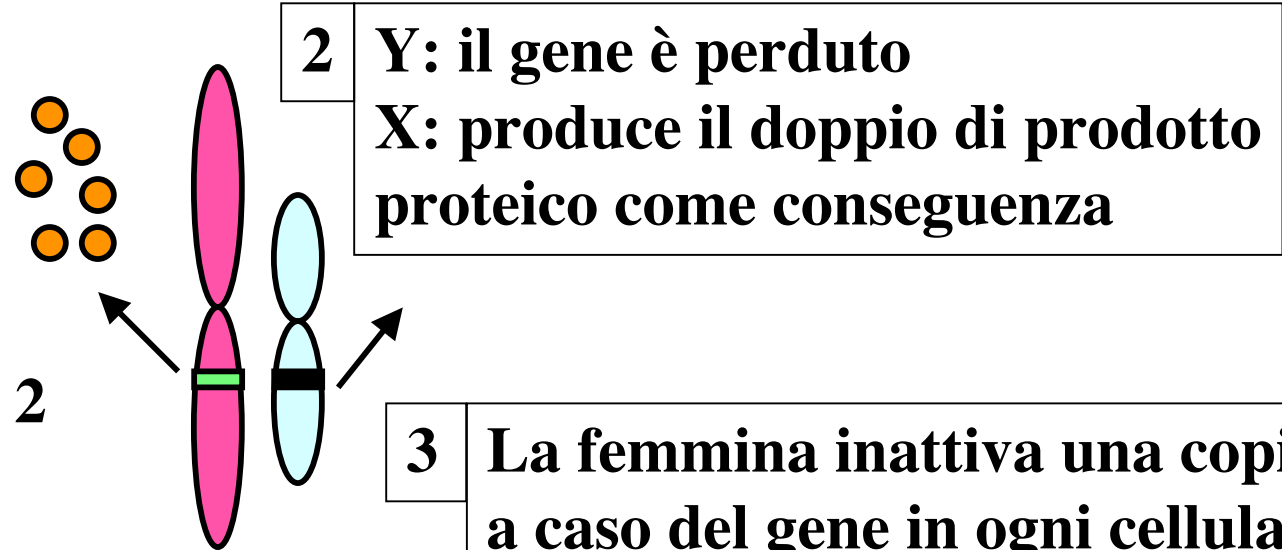 2
Y: il gene è perduto
X: produce il doppio di prodotto
proteico come conseguenza
2
3
La femmina inattiva una copi
a caso del gene in ogni cellula